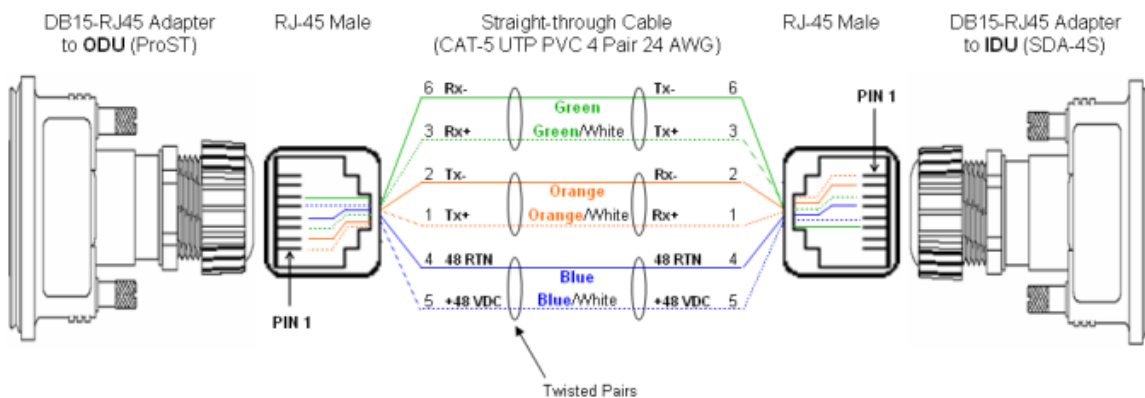 DB15-RJ45 Adapter
to ODU (ProST)
RJ-45 Male
Straight-through Cable
(CAT-5 UTP PVC 4 Pair 24 AWG)
RJ-45 Male
DB15-RJ45 Adapter
to IDU (SDA-4S)
6 Rx- Tx- 6
Green
3 Rx+ Green/White Tx+ 3
2 Tx- Rx- 2
Orange
1 Tx+ Orange/White Rx+ 1
4 48 RTN 48 RTN 4
Blue
5 +48 VDC Blue/White +48 VDC 5
PIN 1
PIN 1
Twisted Pairs